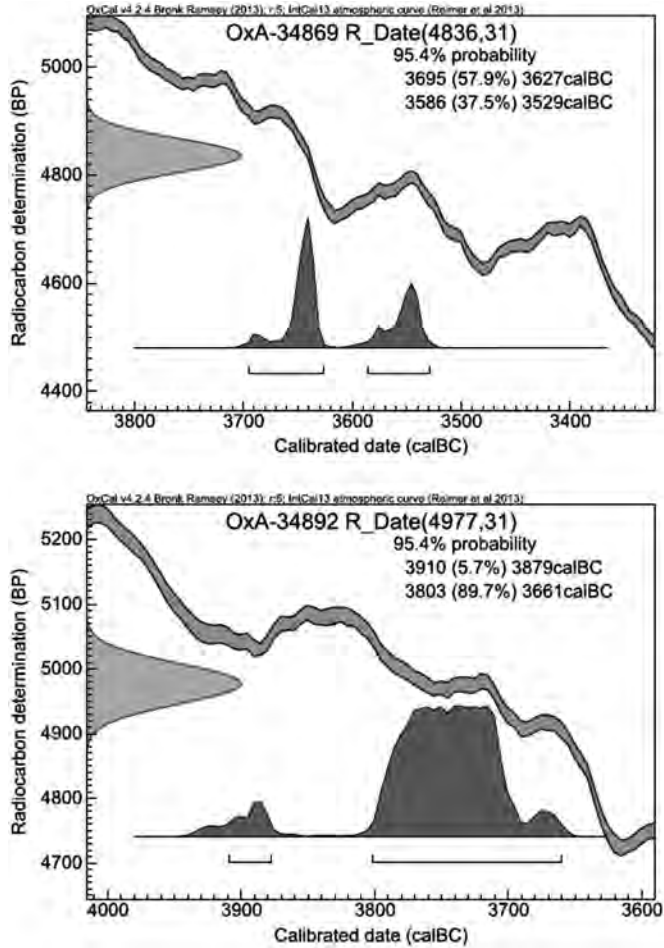 OxCal v4.2.4 Bronk Ramsey (2013); r:5; IntCal13 atmospheric curve (Reimer et al 2013)
OxA-34869 R_Date(4836,31)
95.4% probability
3695 (57.9%) 3627calBC
3586 (37.5%) 3529calBC
Radiocarbon determination (BP)
5000
4800
4600
4400
3800 3700 3600 3500 3400
Calibrated date (calBC)
OxCal v4.2.4 Bronk Ramsey (2013); r:5; IntCal13 atmospheric curve (Reimer et al 2013)
OxA-34892 R_Date(4977,31)
95.4% probability
3910 (5.7%) 3879calBC
3803 (89.7%) 3661calBC
Radiocarbon determination (BP)
5200
5100
5000
4900
4800
4700
4000 3900 3800 3700 3600
Calibrated date (calBC)